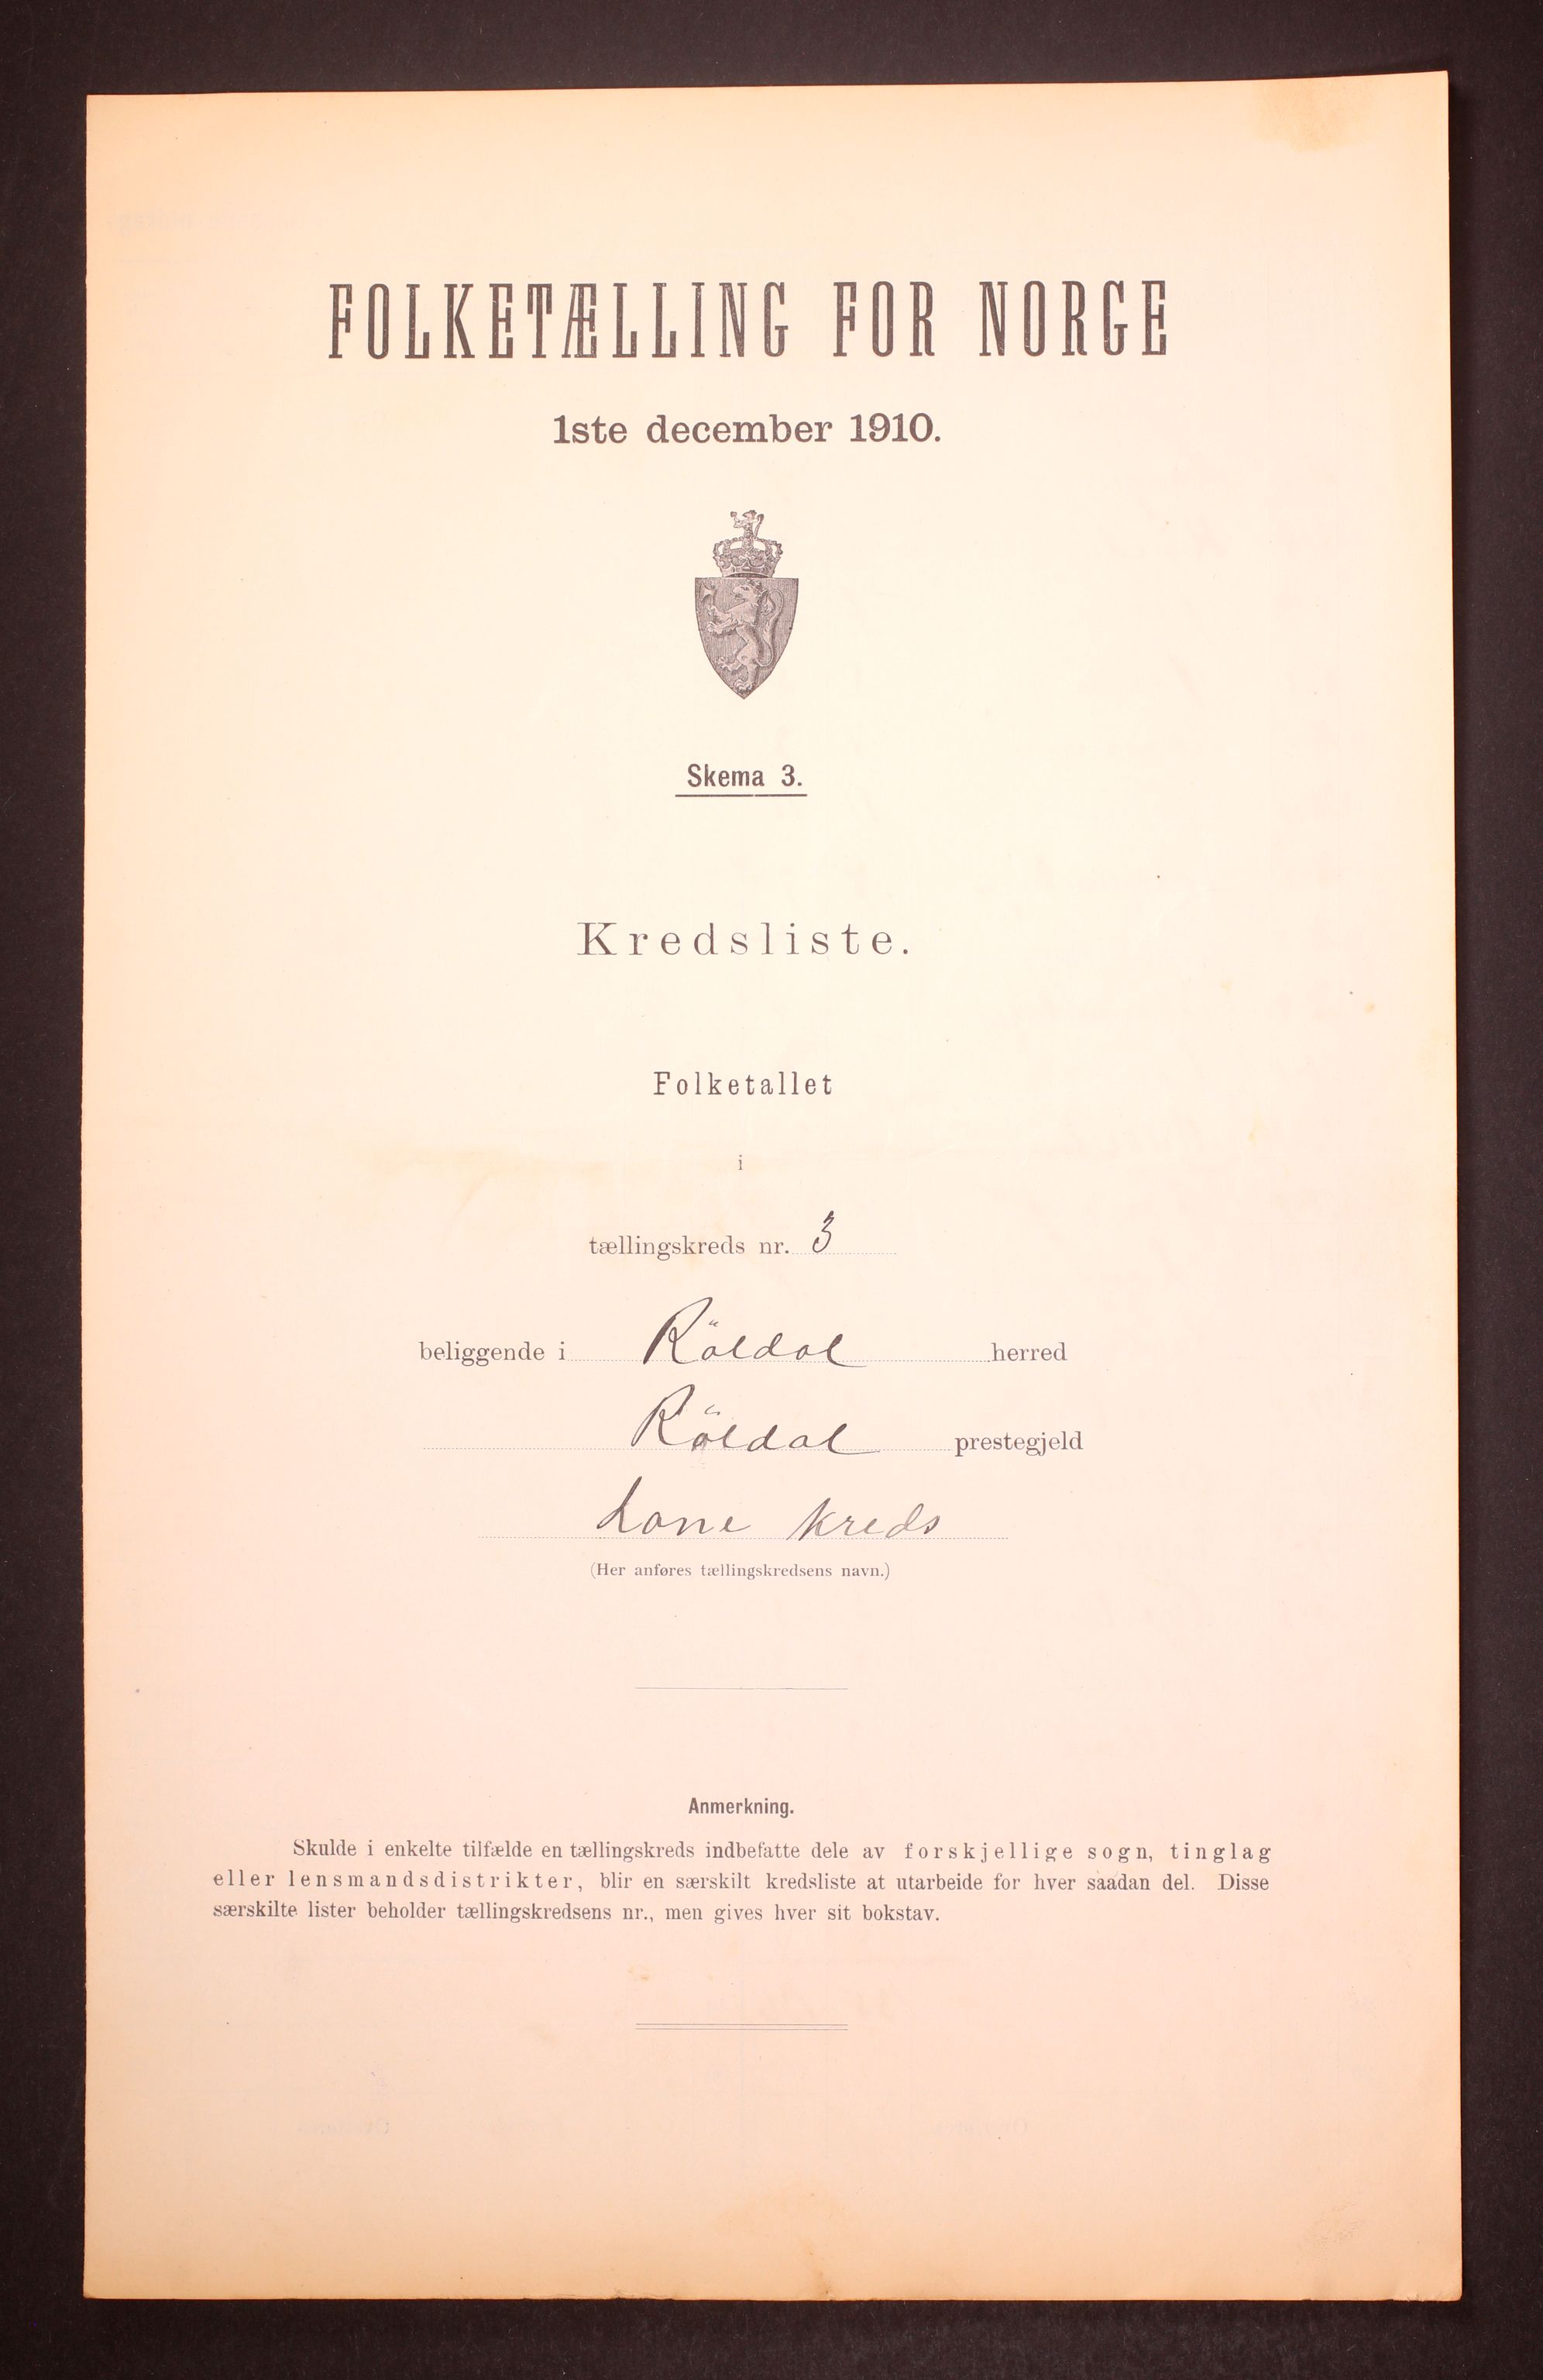 FOLKETÆLLING FOR NORGE
1ste december 1910.
Skema 3.
Kredsliste.
Folketallet
i
tællingskreds nr. 3
beliggende i Röldal herred
Röldal prestegjeld
Lone kreds
(Her anføres tællingskredsens navn.)
Anmerkning.
Skulde i enkelte tilfælde en tællingskreds indbefatte dele av forskjellige sogn, tinglag
eller lensmandsdistrikter, blir en særskilt kredsliste at utarbeide for hver saadan del. Disse
særskilte lister beholder tællingskredsens nr., men gives hver sit bokstav.